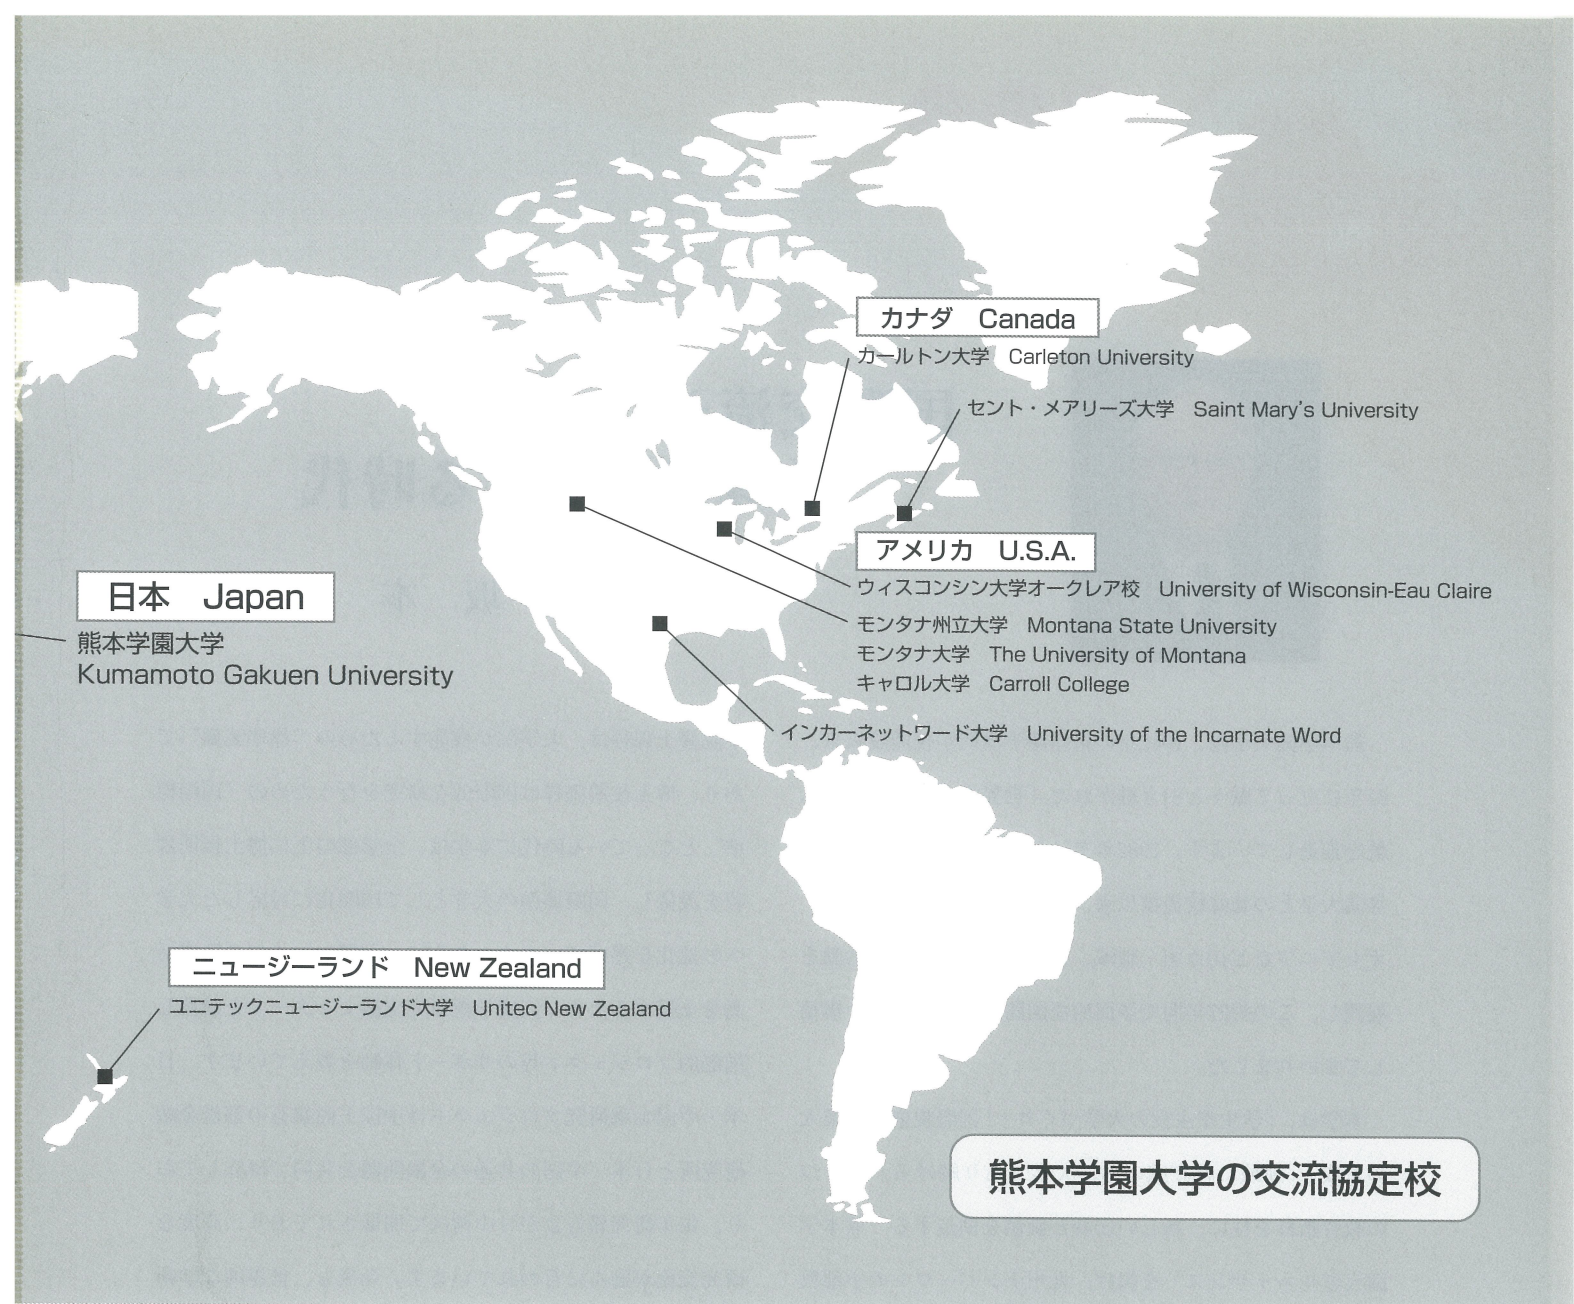 カナダ　Canada
カールトン大学　Carleton University
セント・メアリーズ大学　Saint Mary's University
アメリカ　U.S.A.
ウィスコンシン大学オークレア校　University of Wisconsin-Eau Claire
モンタナ州立大学　Montana State University
モンタナ大学　The University of Montana
キャロル大学　Carroll College
インカーネットワード大学　University of the Incarnate Word
日本　Japan
熊本学園大学
Kumamoto Gakuen University
ニュージーランド　New Zealand
ユニテックニュージーランド大学　Unitec New Zealand
熊本学園大学の交流協定校